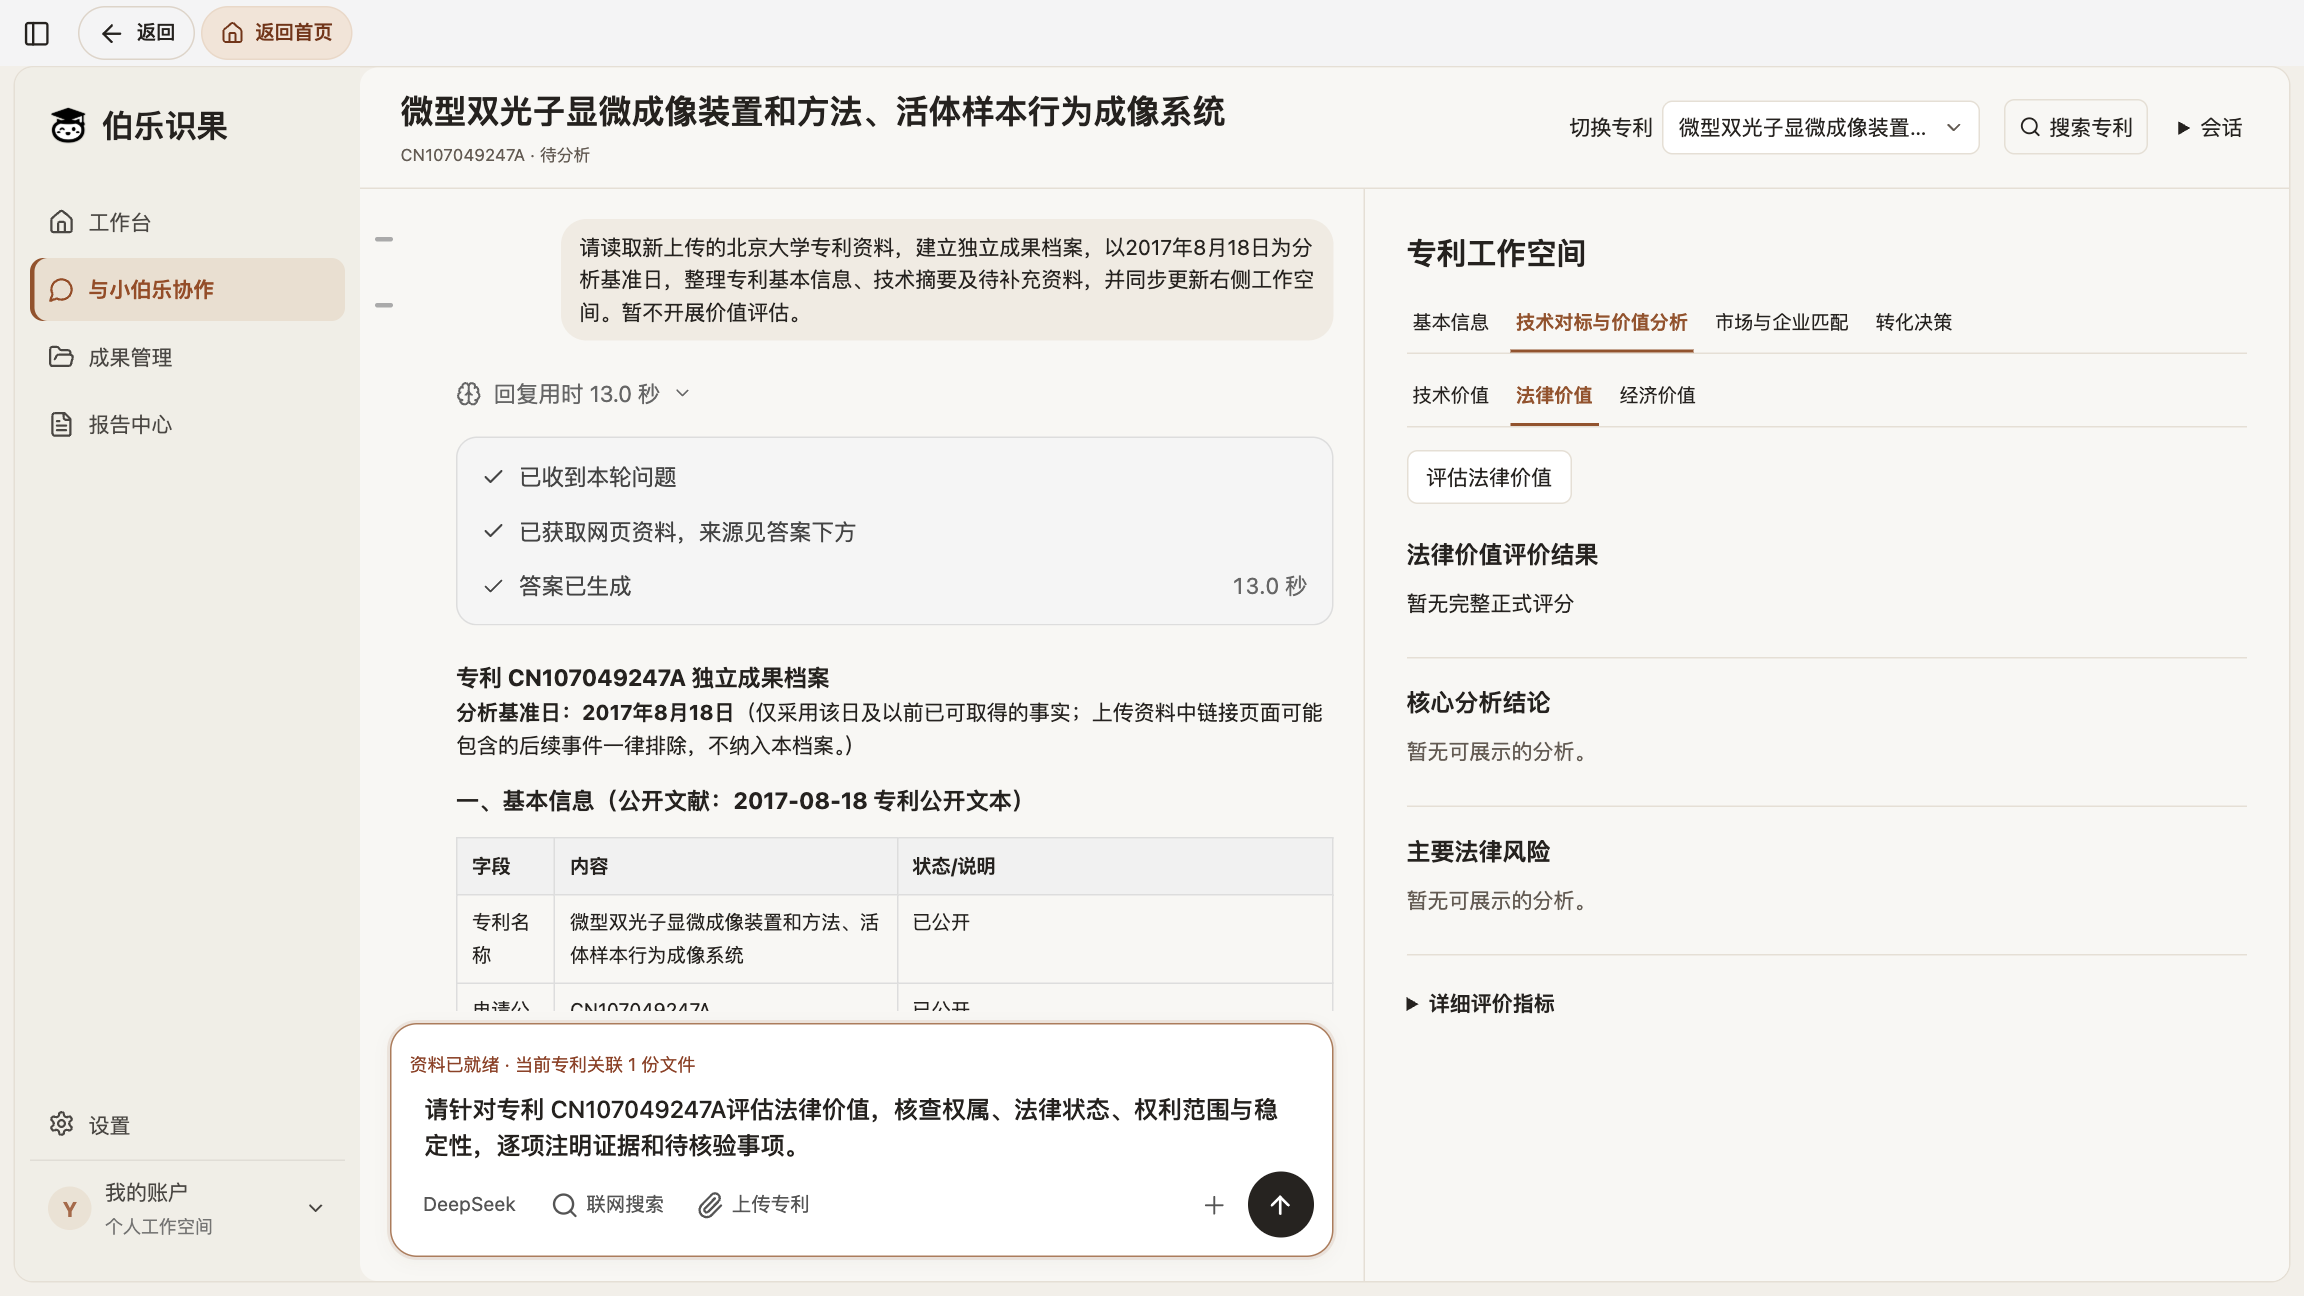 返回
返回首页
伯乐识果
工作台
与小伯乐协作
成果管理
报告中心
设置
Y
我的账户
个人工作空间
微型双光子显微成像装置和方法、活体样本行为成像系统
CN107049247A · 待分析
切换专利
微型双光子显微成像装置...
搜索专利
▶ 会话
请读取新上传的北京大学专利资料，建立独立成果档案，以2017年8月18日为分
析基准日，整理专利基本信息、技术摘要及待补充资料，并同步更新右侧工作空
间。暂不开展价值评估。
回复用时 13.0 秒
已收到本轮问题
已获取网页资料，来源见答案下方
答案已生成
13.0 秒
专利 CN107049247A 独立成果档案
分析基准日：2017年8月18日（仅采用该日及以前已可取得的事实；上传资料中链接页面可能
包含的后续事件一律排除，不纳入本档案。）
一、基本信息（公开文献：2017-08-18 专利公开文本）
字段 内容 状态/说明
专利名 微型双光子显微成像装置和方法、活 已公开
称 体样本行为成像系统
申请公 CN107049247A 已公开
资料已就绪 · 当前专利关联 1 份文件
请针对专利 CN107049247A评估法律价值，核查权属、法律状态、权利范围与稳
定性，逐项注明证据和待核验事项。
DeepSeek
联网搜索
上传专利
专利工作空间
基本信息 技术对标与价值分析 市场与企业匹配 转化决策
技术价值 法律价值 经济价值
评估法律价值
法律价值评价结果
暂无完整正式评分
核心分析结论
暂无可展示的分析。
主要法律风险
暂无可展示的分析。
▶ 详细评价指标